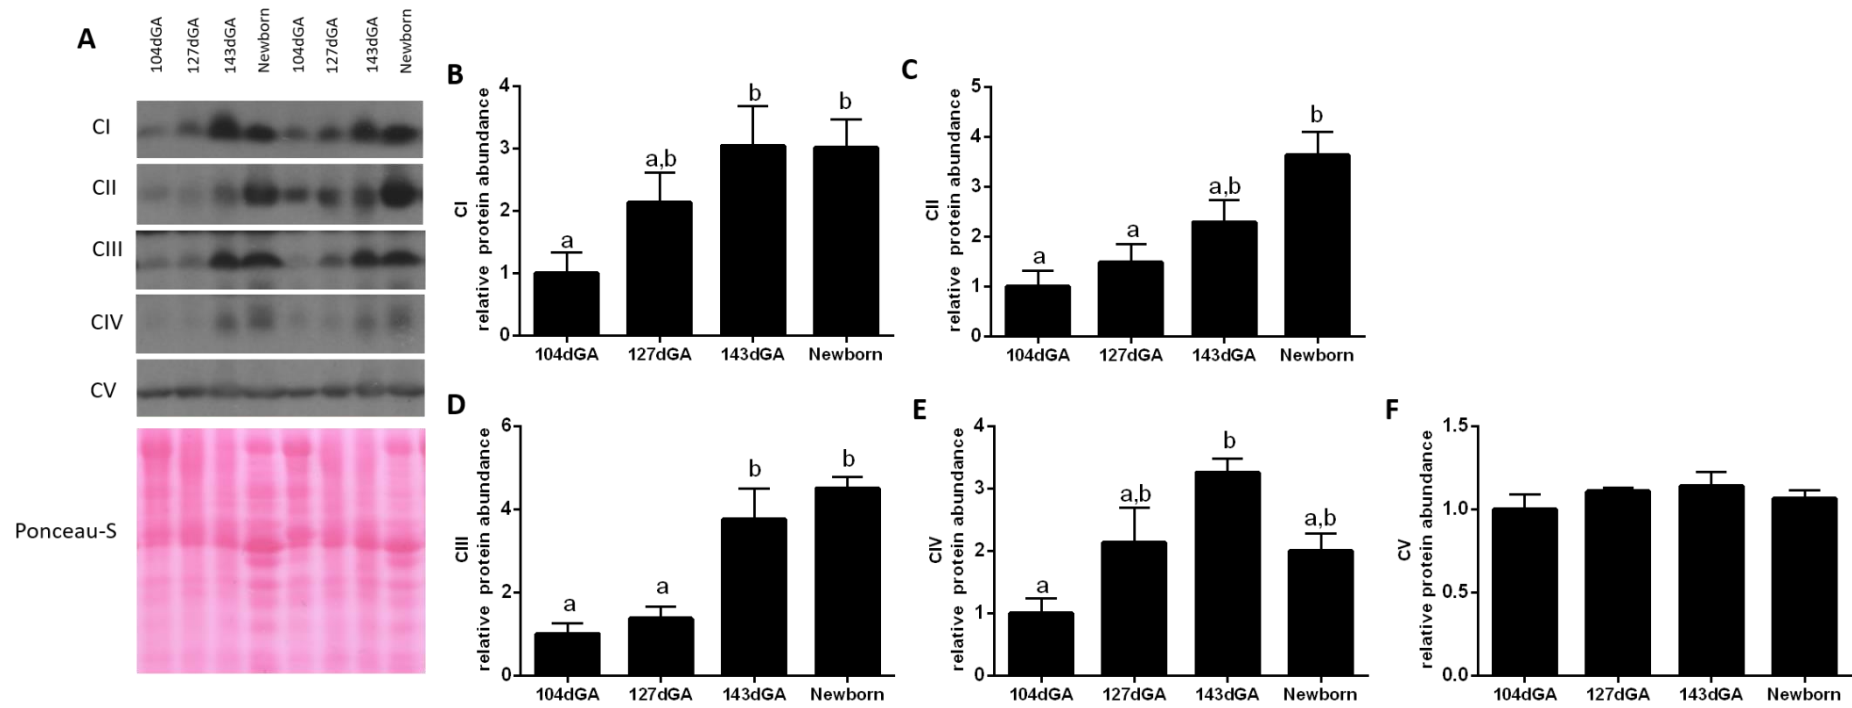 A
104dGA 127dGA 143dGA Newborn 104dGA 127dGA 143dGA Newborn
CI
CII
CIII
CIV
CV
Ponceau-S
B
CI
relative protein abundance
4
3
2
1
0
a
a,b
b
b
104dGA 127dGA 143dGA Newborn
C
CII
relative protein abundance
5
4
3
2
1
0
a
a
a,b
b
104dGA 127dGA 143dGA Newborn
D
CIII
relative protein abundance
6
4
2
0
a
a
b
b
104dGA 127dGA 143dGA Newborn
E
CIV
relative protein abundance
4
3
2
1
0
a
a,b
b
a,b
104dGA 127dGA 143dGA Newborn
F
CV
relative protein abundance
1.5
1.0
0.5
0.0
104dGA 127dGA 143dGA Newborn